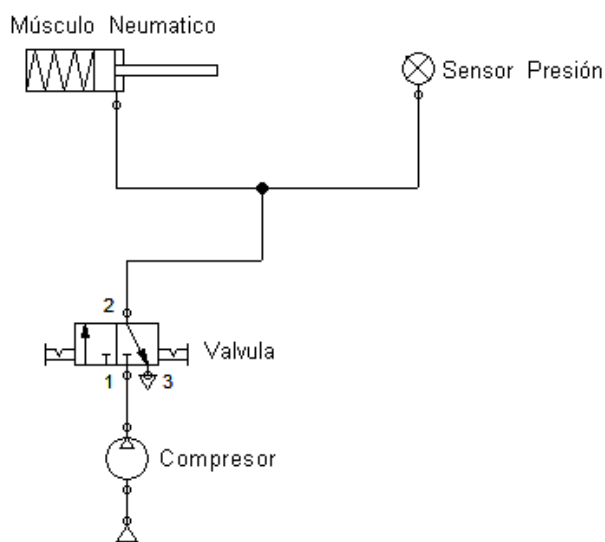 Músculo Neumatico
Sensor Presión
2
Valvula
1 3
Compresor